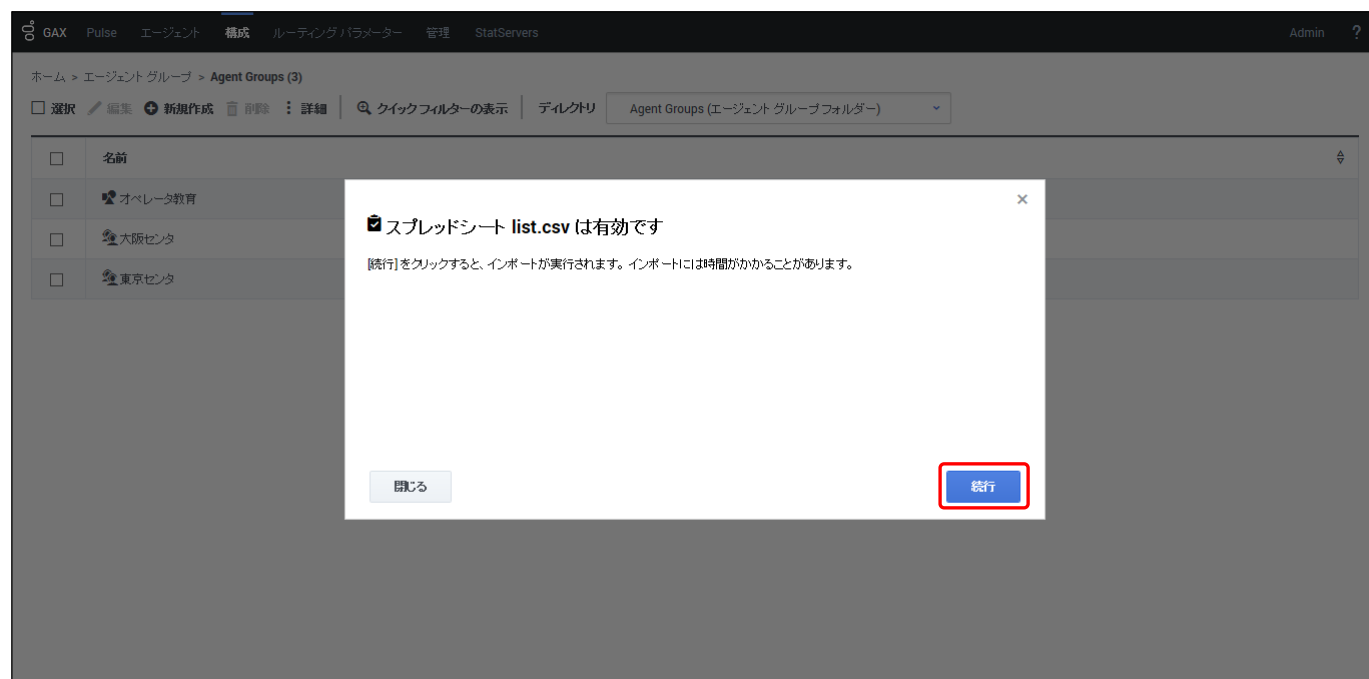 GAX Pulse エージェント 構成 ルーティング パラメーター 管理 StatServers Admin ?
ホーム > エージェント グループ > Agent Groups (3)
選択 編集 新規作成 削除 詳細 クイック フィルターの表示 ディレクトリ Agent Groups (エージェント グループ フォルダー)
名前
オペレータ教育
大阪センタ
東京センタ
スプレッドシート list.csv は有効です
[続行] をクリックすると、インポートが実行されます。インポートには時間がかかることがあります。
閉じる 続行